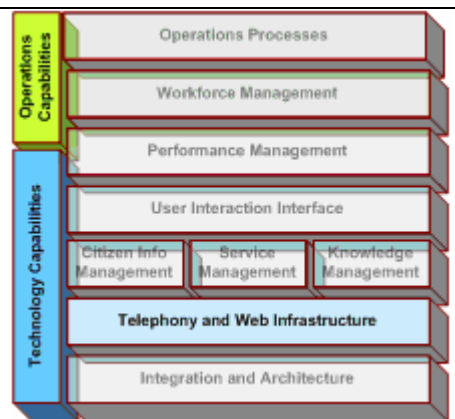 Operations
Capabilities
Operations Processes
Workforce Management
Performance Management
Technology Capabilities
User Interaction Interface
Citizen Info
Management
Service
Management
Knowledge
Management
Telephony and Web Infrastructure
Integration and Architecture